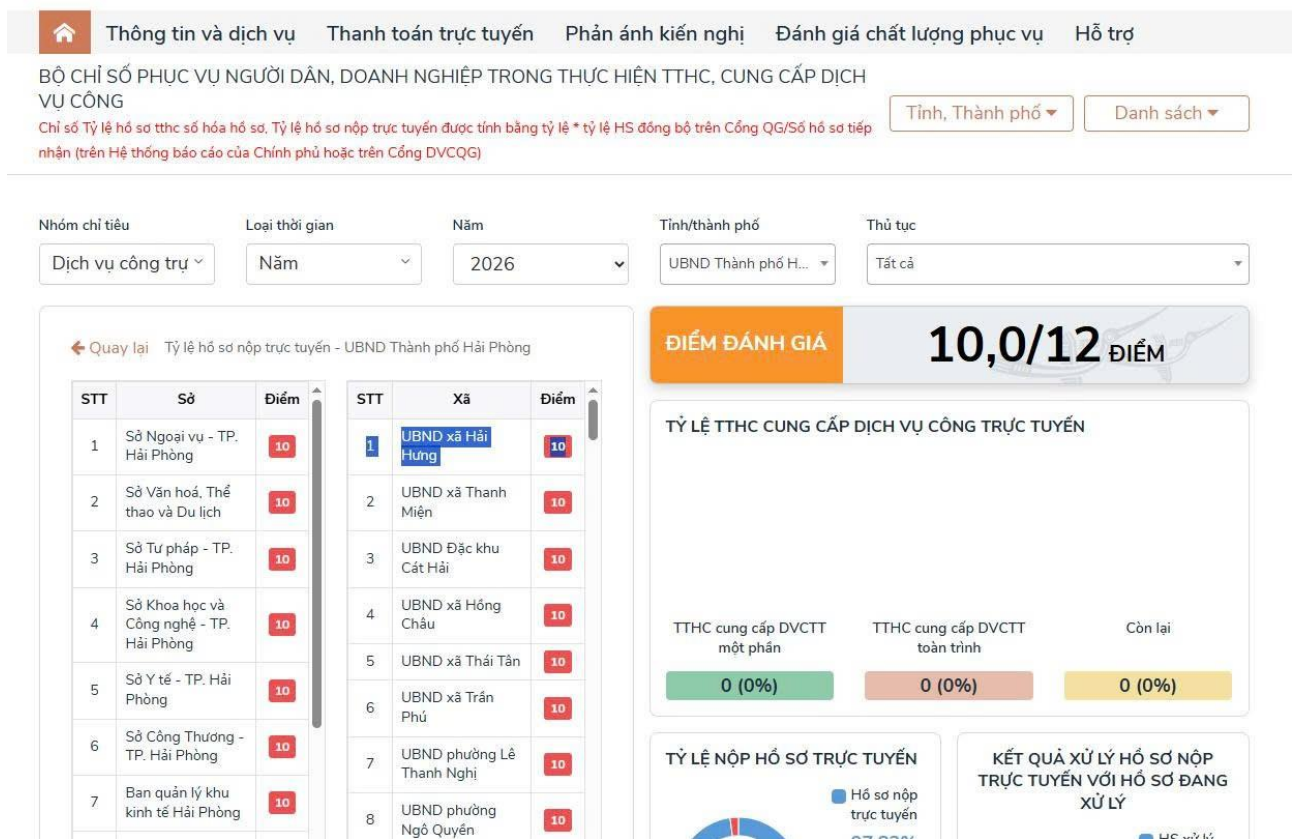 Thông tin và dịch vụ Thanh toán trực tuyến Phản ánh kiến nghị Đánh giá chất lượng phục vụ Hỗ trợ
BỘ CHỈ SỐ PHỤC VỤ NGƯỜI DÂN, DOANH NGHIỆP TRONG THỰC HIỆN TTHC, CUNG CẤP DỊCH
VỤ CÔNG
Chỉ số Tỷ lệ hồ sơ tthc số hóa hồ sơ, Tỷ lệ hồ sơ nộp trực tuyến được tính bằng tỷ lệ * tỷ lệ HS đồng bộ trên Cổng QG/Số hồ sơ tiếp
nhận (trên Hệ thống báo cáo của Chính phủ hoặc trên Cổng DVCQG)
Tỉnh, Thành phố
Danh sách
Nhóm chỉ tiêu Loại thời gian Năm Tỉnh/thành phố Thủ tục
Dịch vụ công trự Năm 2026 UBND Thành phố H... Tất cả
Quay lại Tỷ lệ hồ sơ nộp trực tuyến - UBND Thành phố Hải Phòng
STT Sở Điểm
1 Sở Ngoại vụ - TP. 10
Hải Phòng
2 Sở Văn hoá, Thể 10
thao và Du lịch
3 Sở Tư pháp - TP. 10
Hải Phòng
4 Sở Khoa học và 10
Công nghệ - TP.
Hải Phòng
5 Sở Y tế - TP. Hải 10
Phòng
6 Sở Công Thương - 10
TP. Hải Phòng
7 Ban quản lý khu 10
kinh tế Hải Phòng
STT Xã Điểm
1 UBND xã Hải 10
Hưng
2 UBND xã Thanh 10
Miện
3 UBND Đặc khu 10
Cát Hải
4 UBND xã Hồng 10
Châu
5 UBND xã Thái Tân 10
6 UBND xã Trần 10
Phú
7 UBND phường Lê 10
Thanh Nghị
8 UBND phường 10
Ngô Quyền
ĐIỂM ĐÁNH GIÁ 10,0/12 ĐIỂM
TỶ LỆ TTHC CUNG CẤP DỊCH VỤ CÔNG TRỰC TUYẾN
TTHC cung cấp DVCTT
một phần
TTHC cung cấp DVCTT
toàn trình
Còn lại
0 (0%) 0 (0%) 0 (0%)
TỶ LỆ NỘP HỒ SƠ TRỰC TUYẾN
Hồ sơ nộp
trực tuyến
KẾT QUẢ XỬ LÝ HỒ SƠ NỘP
TRỰC TUYẾN VỚI HỒ SƠ ĐANG
XỬ LÝ
HS xử lý